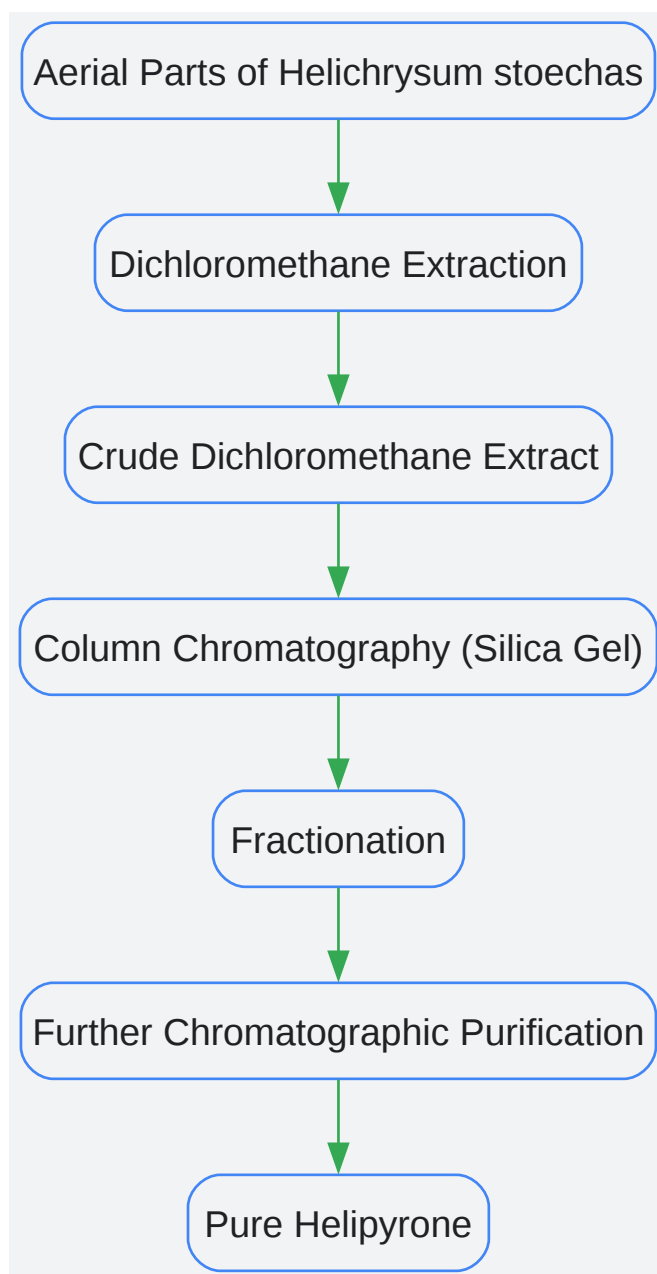 Aerial Parts of Helichrysum stoechas
Dichloromethane Extraction
Crude Dichloromethane Extract
Column Chromatography (Silica Gel)
Fractionation
Further Chromatographic Purification
Pure Helipyrone